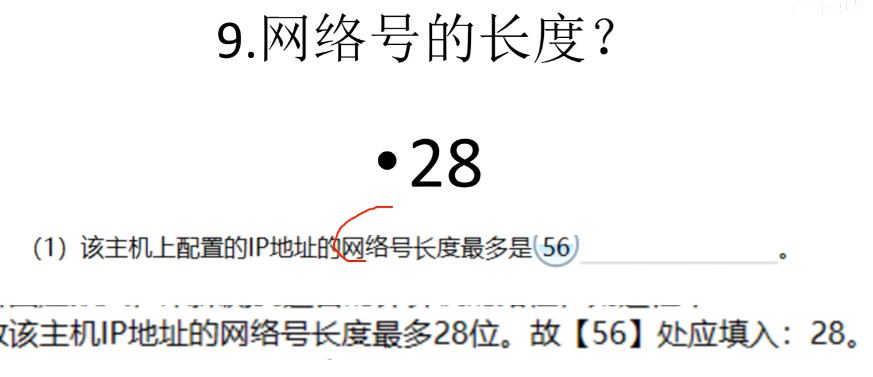 9.网络号的长度？
•28
（1）该主机上配置的IP地址的网络号长度最多是(56)____。
故该主机IP地址的网络号长度最多28位。故【56】处应填入：28。